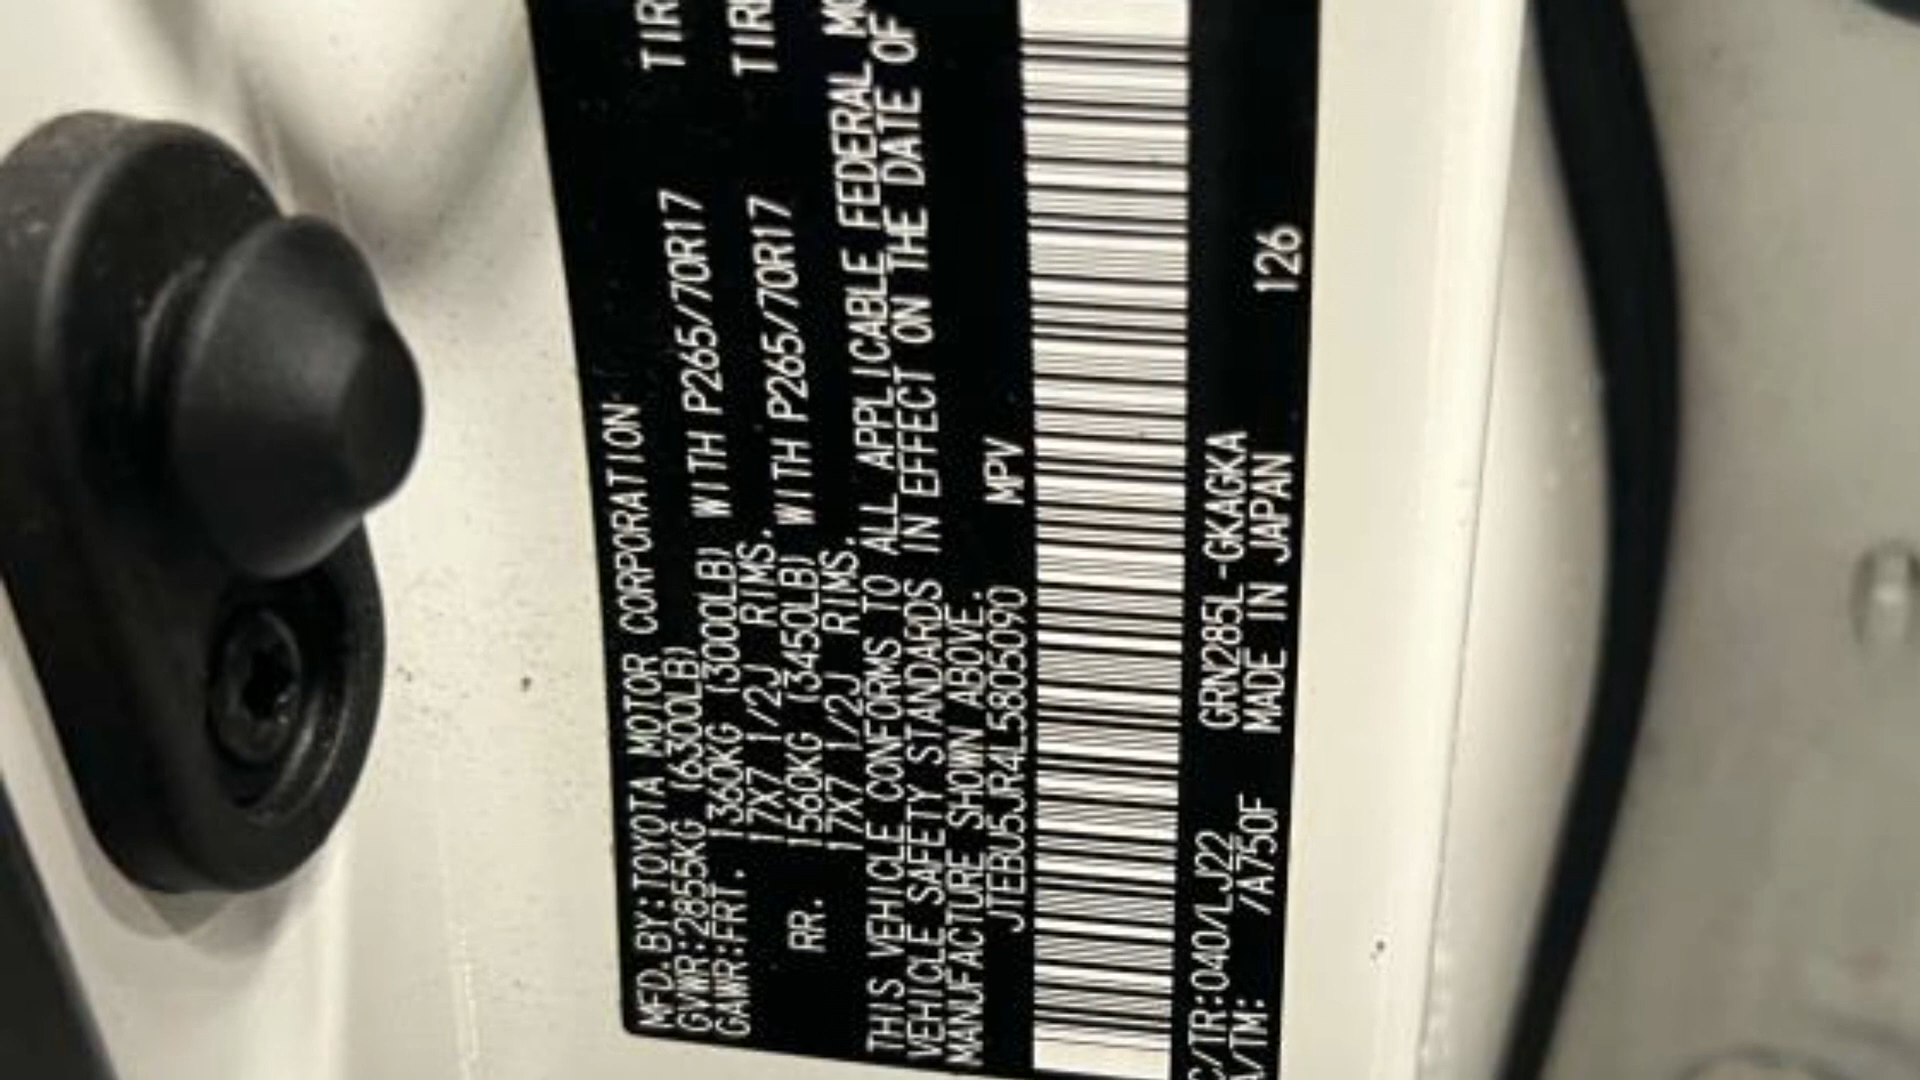 MFD.BY:TOYOTA MOTOR CORPORATION
GVWR:2855KG (6300LB)
GAWR:FRT. 1360KG (3000LB) WITH P265/70R17 TIR
17X7 1/2J RIMS,
RR. 1560KG (3450LB) WITH P265/70R17 TIR
17X7 1/2J RIMS.
THIS VEHICLE CONFORMS TO ALL APPLICABLE FEDERAL MO
VEHICLE SAFETY STANDARDS IN EFFECT ON THE DATE OF
MANUFACTURE SHOWN ABOVE.
JTEBU5JR4L5805090 MPV
C/TR:040/LJ22 GRN285L-GKAGKA
A/TM: /A750F MADE IN JAPAN 126